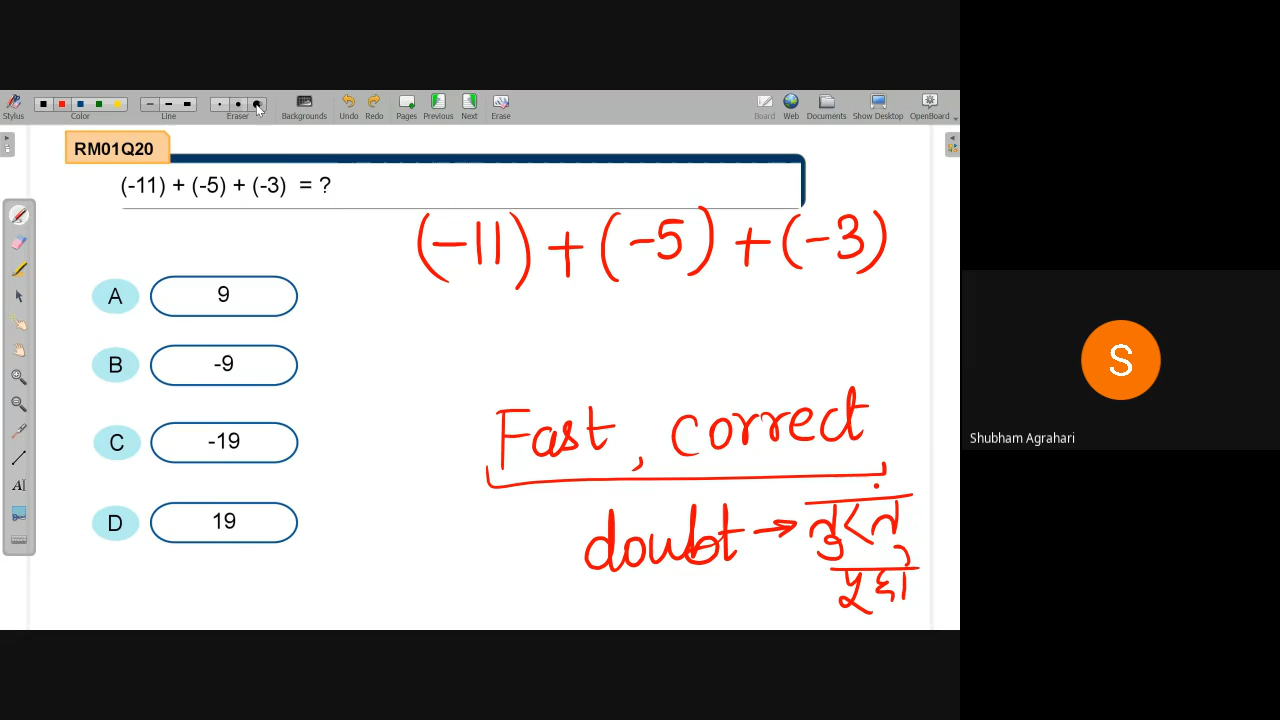 Stylus Color Line Eraser Backgrounds Undo Redo Pages Previous Next Erase Board Web Documents Show Desktop OpenBoard
RM01Q20
(-11) + (-5) + (-3) = ?
(-11) + (-5) + (-3)
A 9
B -9
C -19
D 19
Fast, correct
doubt → तुरंत
पूछो
S
Shubham Agrahari